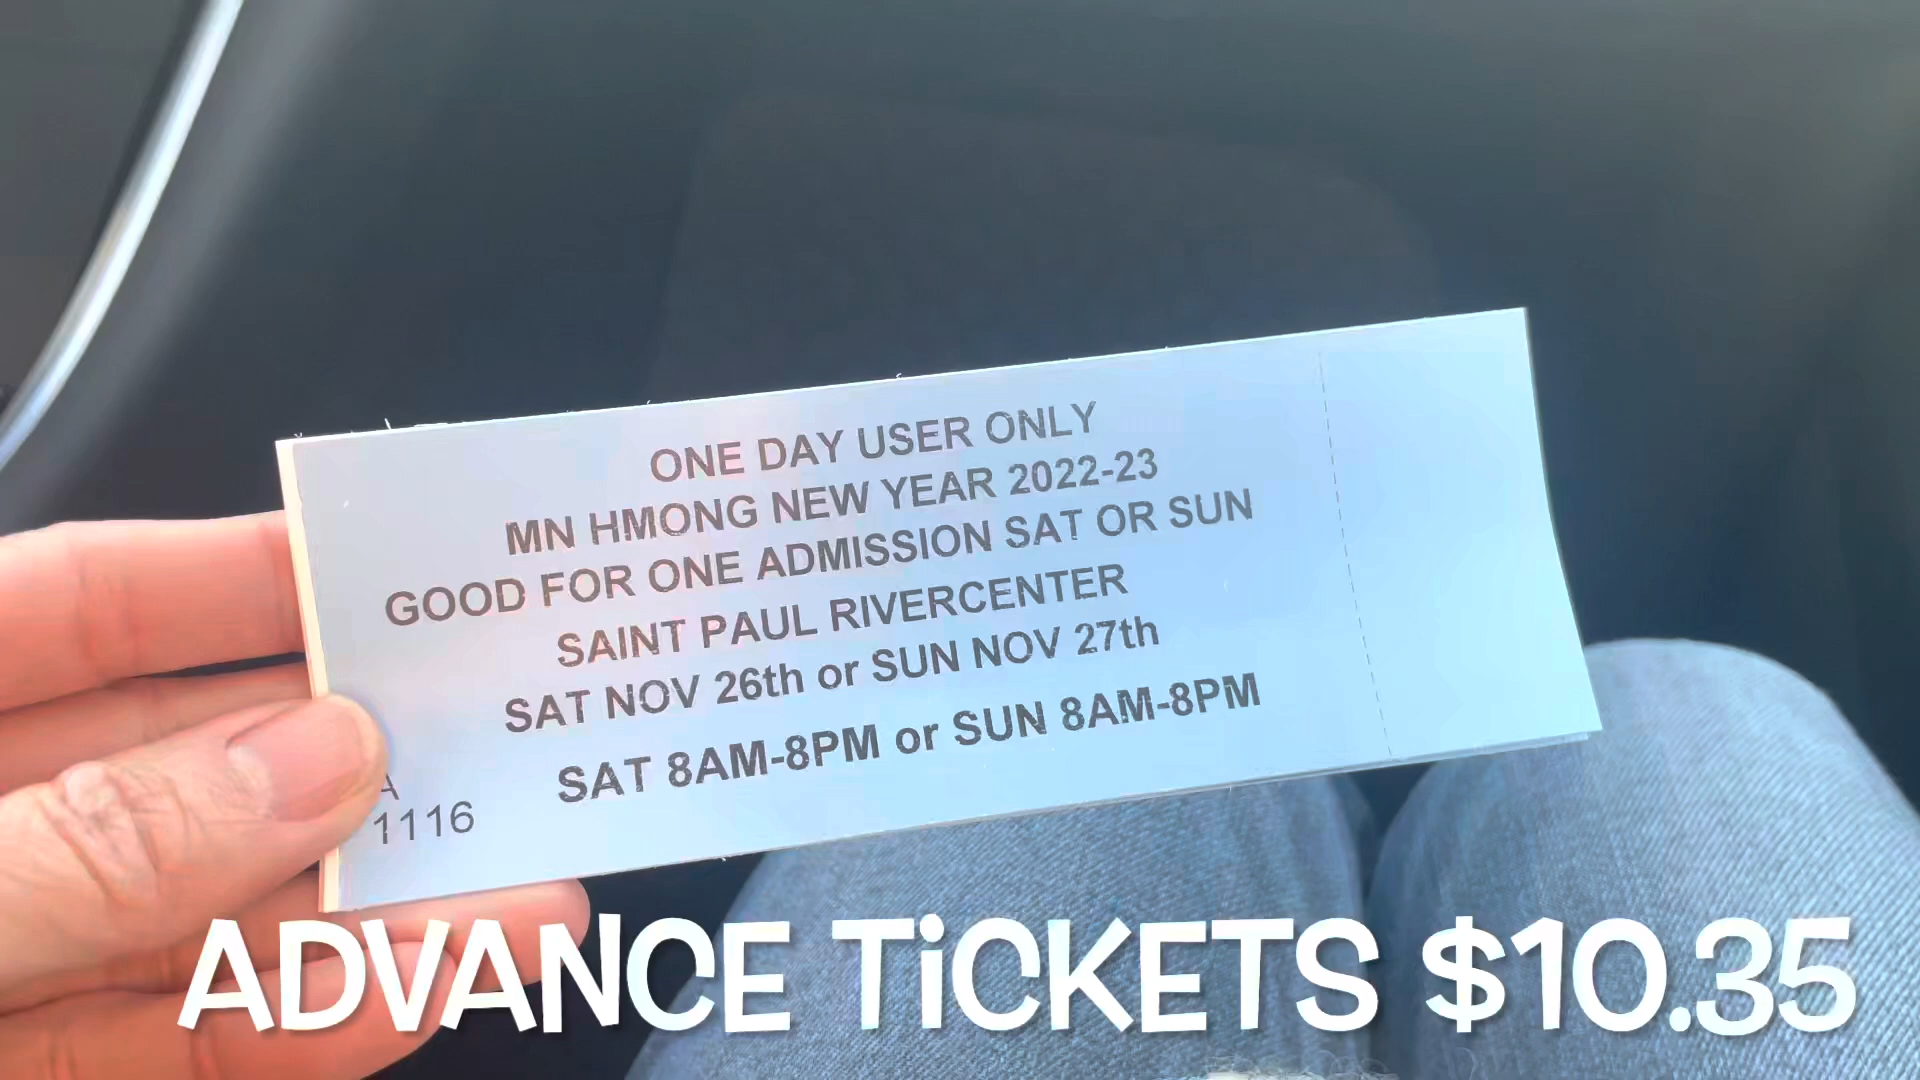 ONE DAY USER ONLY
MN HMONG NEW YEAR 2022-23
GOOD FOR ONE ADMISSION SAT OR SUN
SAINT PAUL RIVERCENTER
SAT NOV 26th or SUN NOV 27th
SAT 8AM-8PM or SUN 8AM-8PM
A
1116
ADVANCE TiCKETS $10.35